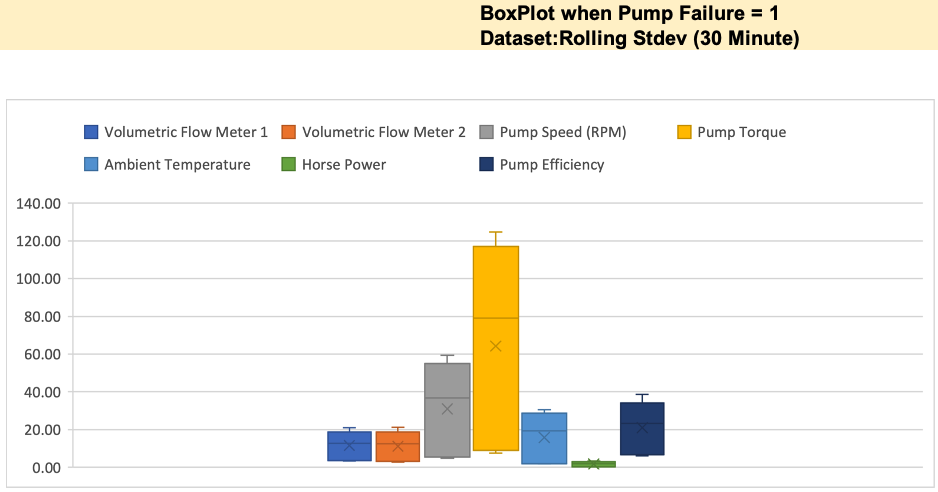 BoxPlot when Pump Failure = 1
Dataset:Rolling Stdev (30 Minute)
Volumetric Flow Meter 1 Volumetric Flow Meter 2 Pump Speed (RPM) Pump Torque
Ambient Temperature Horse Power Pump Efficiency
140.00
120.00
100.00
80.00
60.00
40.00
20.00
0.00